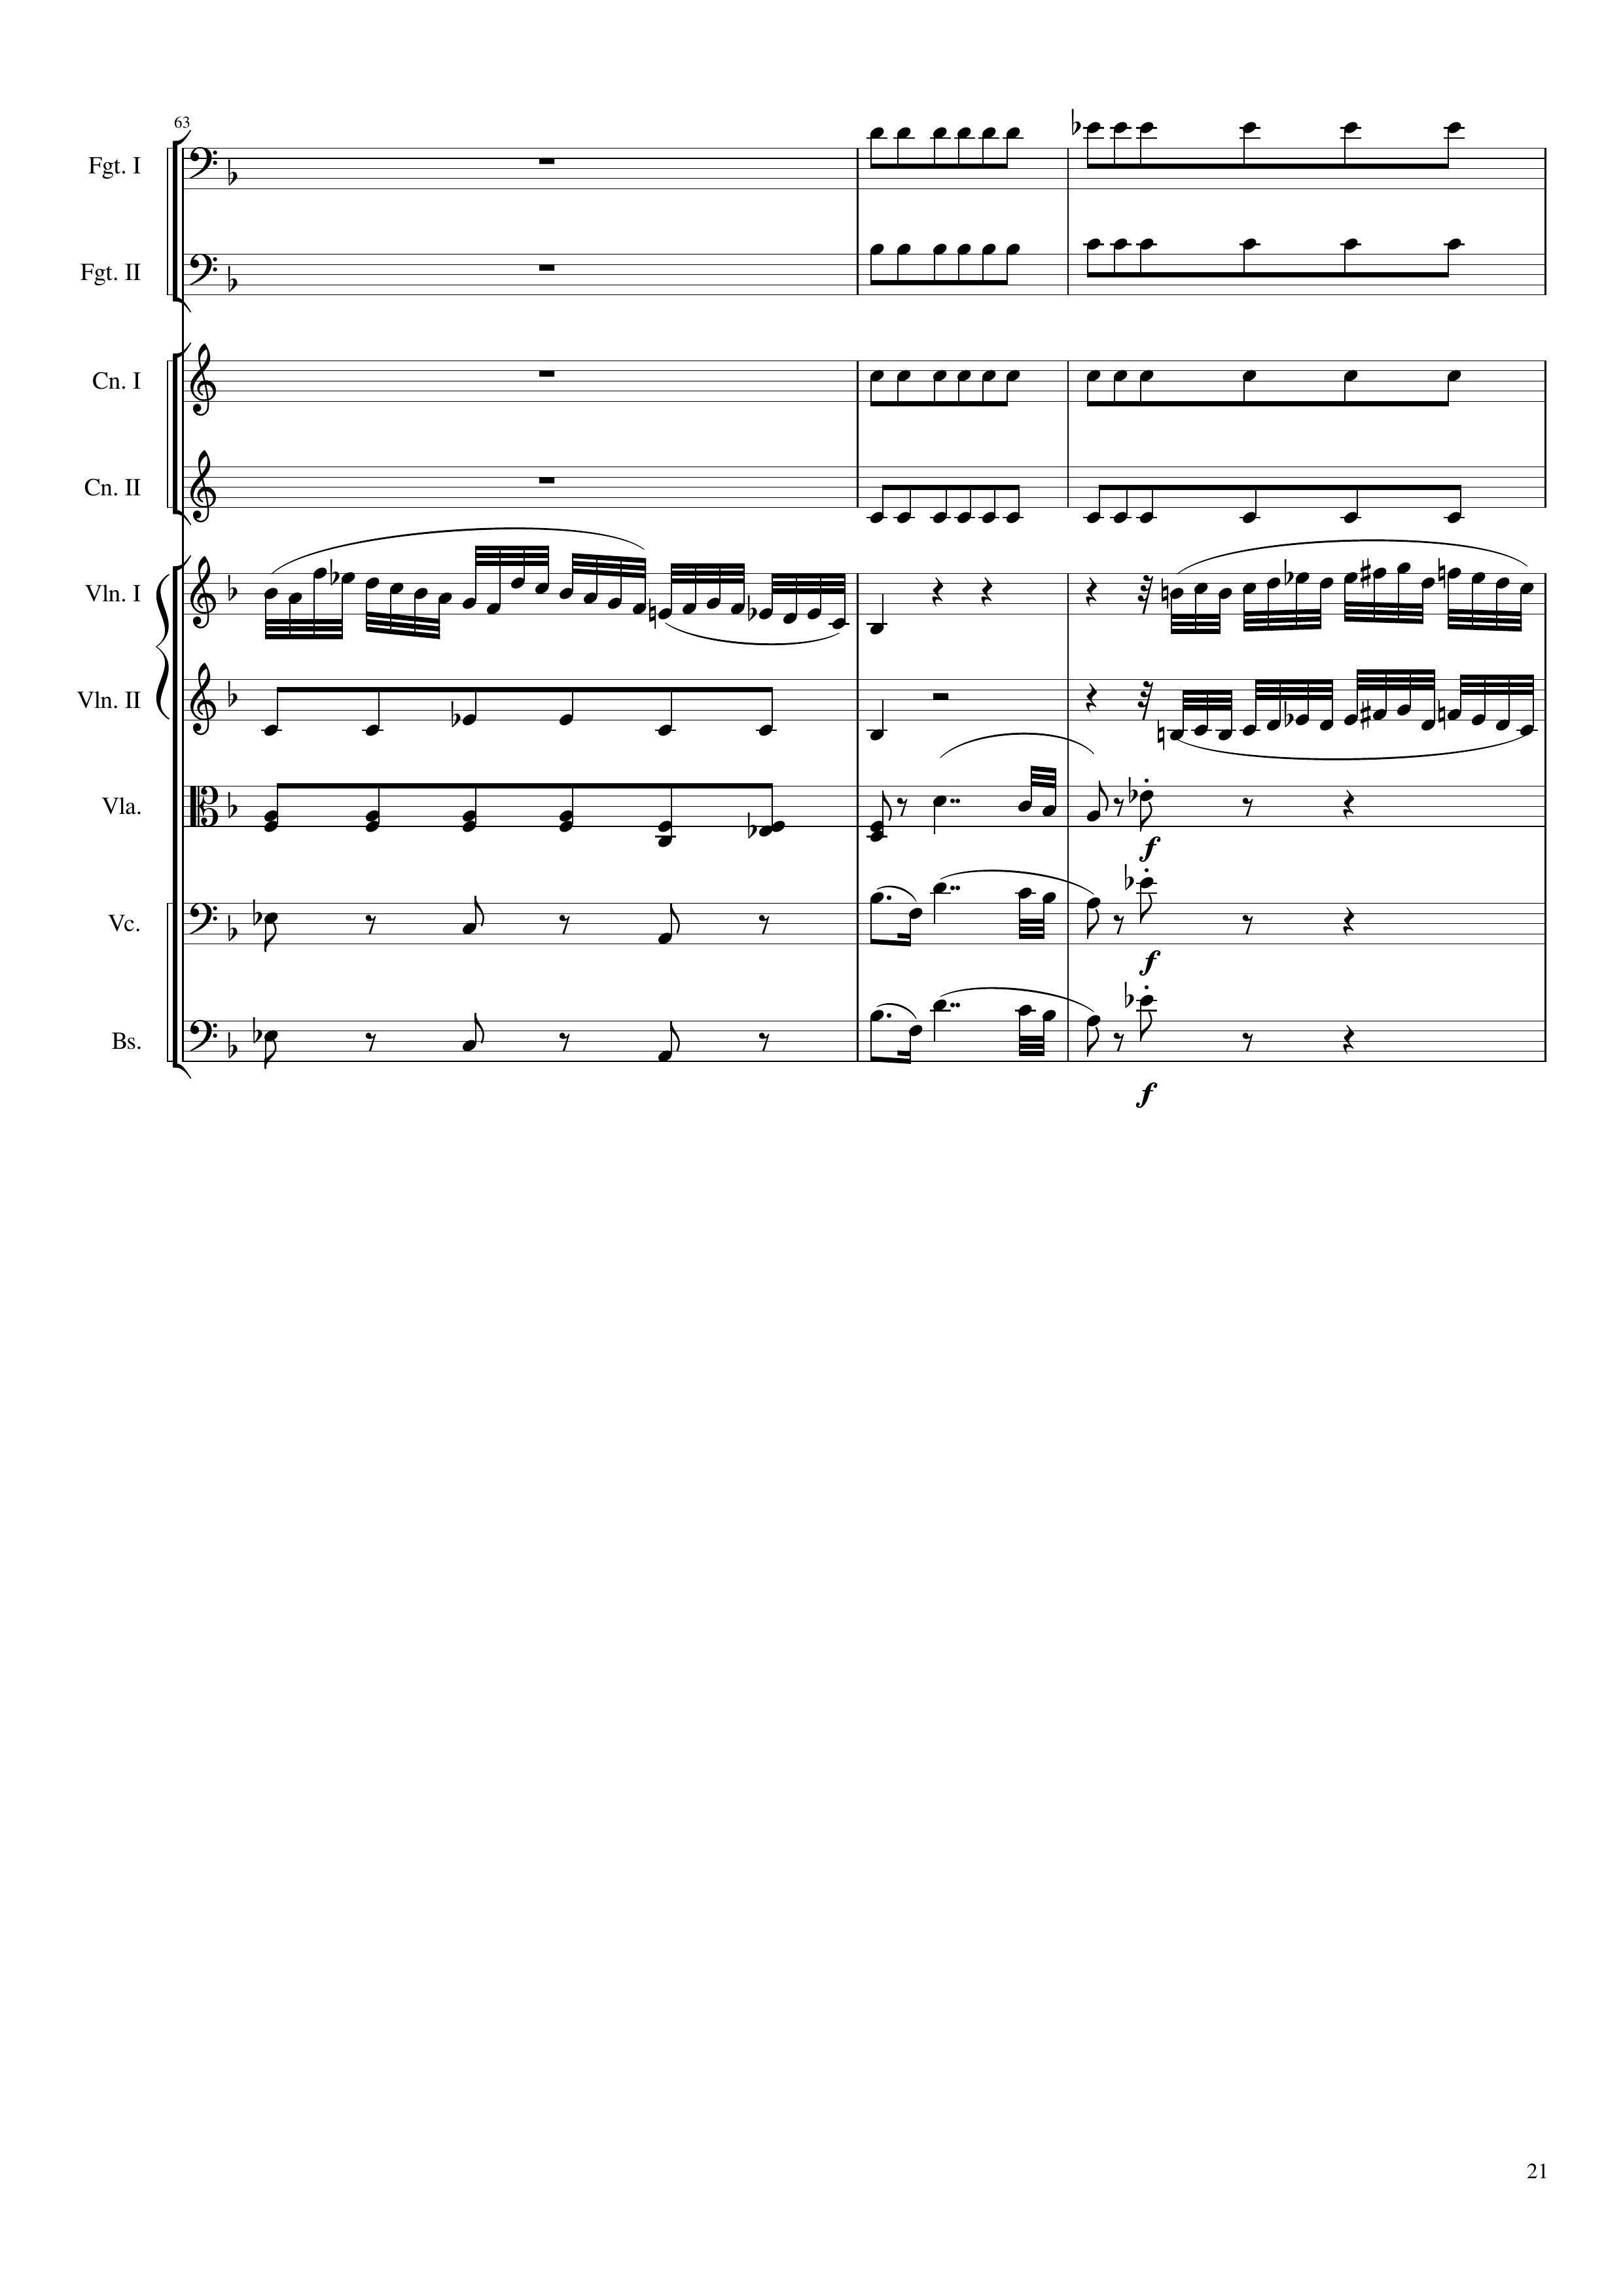 63
Fgt. I
Fgt. II
Cn. I
Cn. II
Vln. I
Vln. II
Vla.
f
Vc.
f
Bs.
f
21